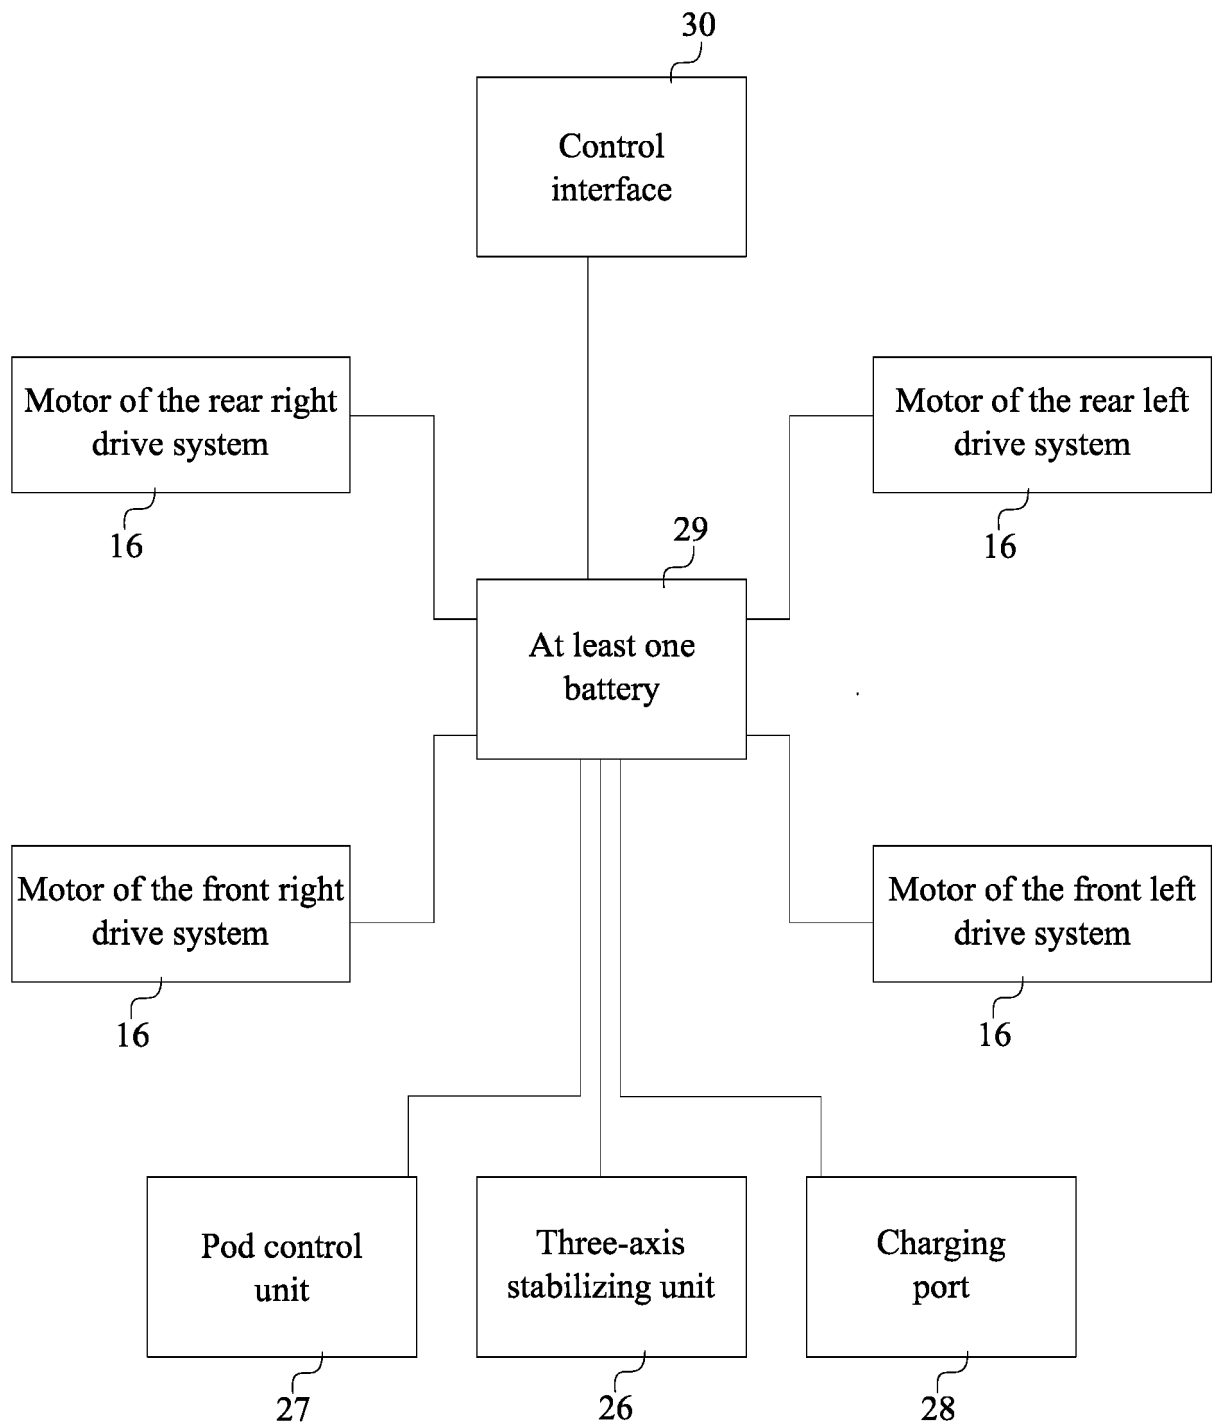 30
Control
interface
Motor of the rear right
drive system
16
Motor of the rear left
drive system
16
29
At least one
battery
Motor of the front right
drive system
16
Motor of the front left
drive system
16
Pod control
unit
27
Three-axis
stabilizing unit
26
Charging
port
28